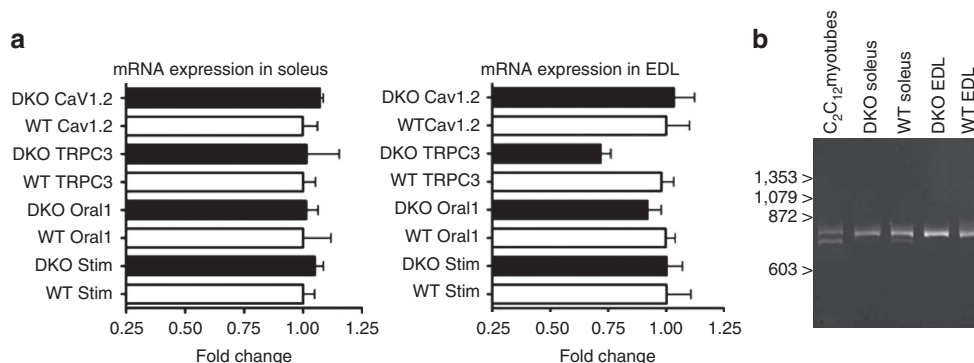 a
mRNA expression in soleus
DKO CaV1.2
WT Cav1.2
DKO TRPC3
WT TRPC3
DKO Oral1
WT Oral1
DKO Stim
WT Stim
0.25 0.50 0.75 1.00 1.25
Fold change
mRNA expression in EDL
DKO Cav1.2
WTCav1.2
DKO TRPC3
WT TRPC3
DKO Oral1
WT Oral1
DKO Stim
WT Stim
0.25 0.50 0.75 1.00 1.25
Fold change
b
C2C12myotubes
DKO soleus
WT soleus
DKO EDL
WT EDL
1,353 >
1,079 >
872 >
603 >